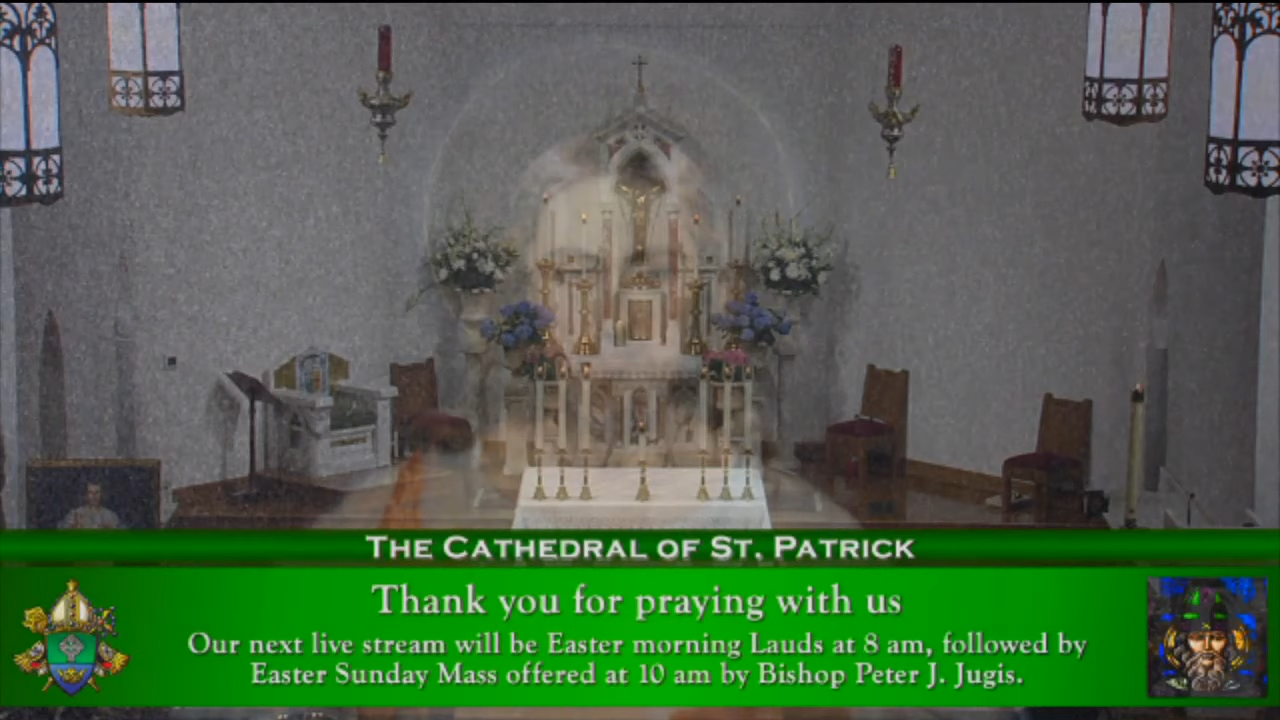 THE CATHEDRAL OF ST. PATRICK
Thank you for praying with us
Our next live stream will be Easter morning Lauds at 8 am, followed by
Easter Sunday Mass offered at 10 am by Bishop Peter J. Jugis.